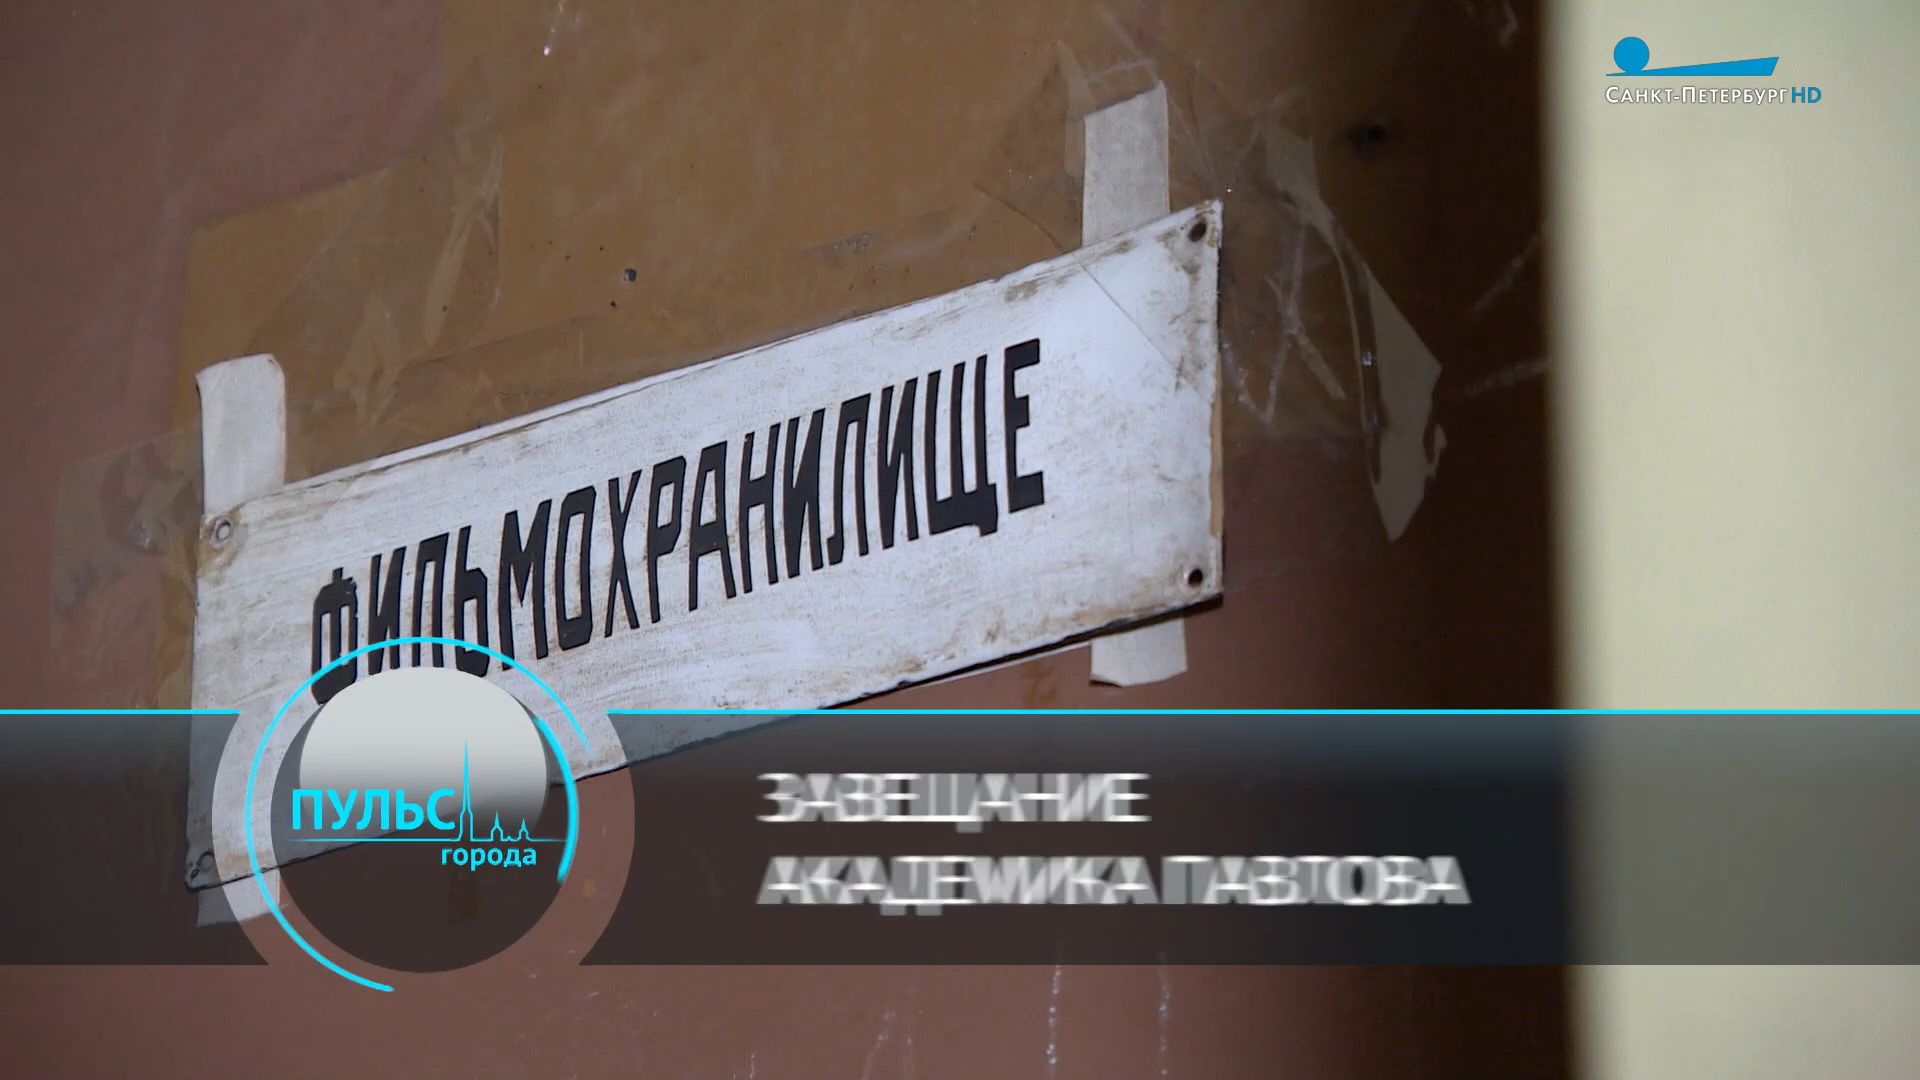 САНКТ-ПЕТЕРБУРГ HD
ФИЛЬМОХРАНИЛИЩЕ
ПУЛЬС
города
ЗАВЕЩАНИЕ
АКАДЕМИКА ПАВЛОВА